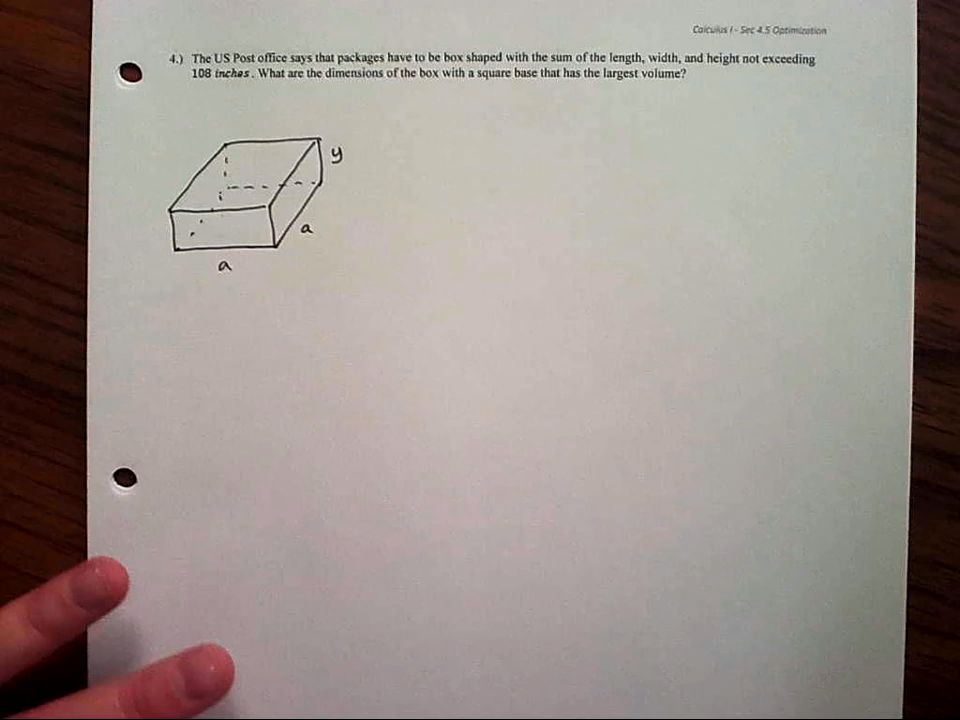 Calculus I - Sec 4.5 Optimization
4.) The US Post office says that packages have to be box shaped with the sum of the length, width, and height not exceeding
108 inches. What are the dimensions of the box with a square base that has the largest volume?
y
a
a